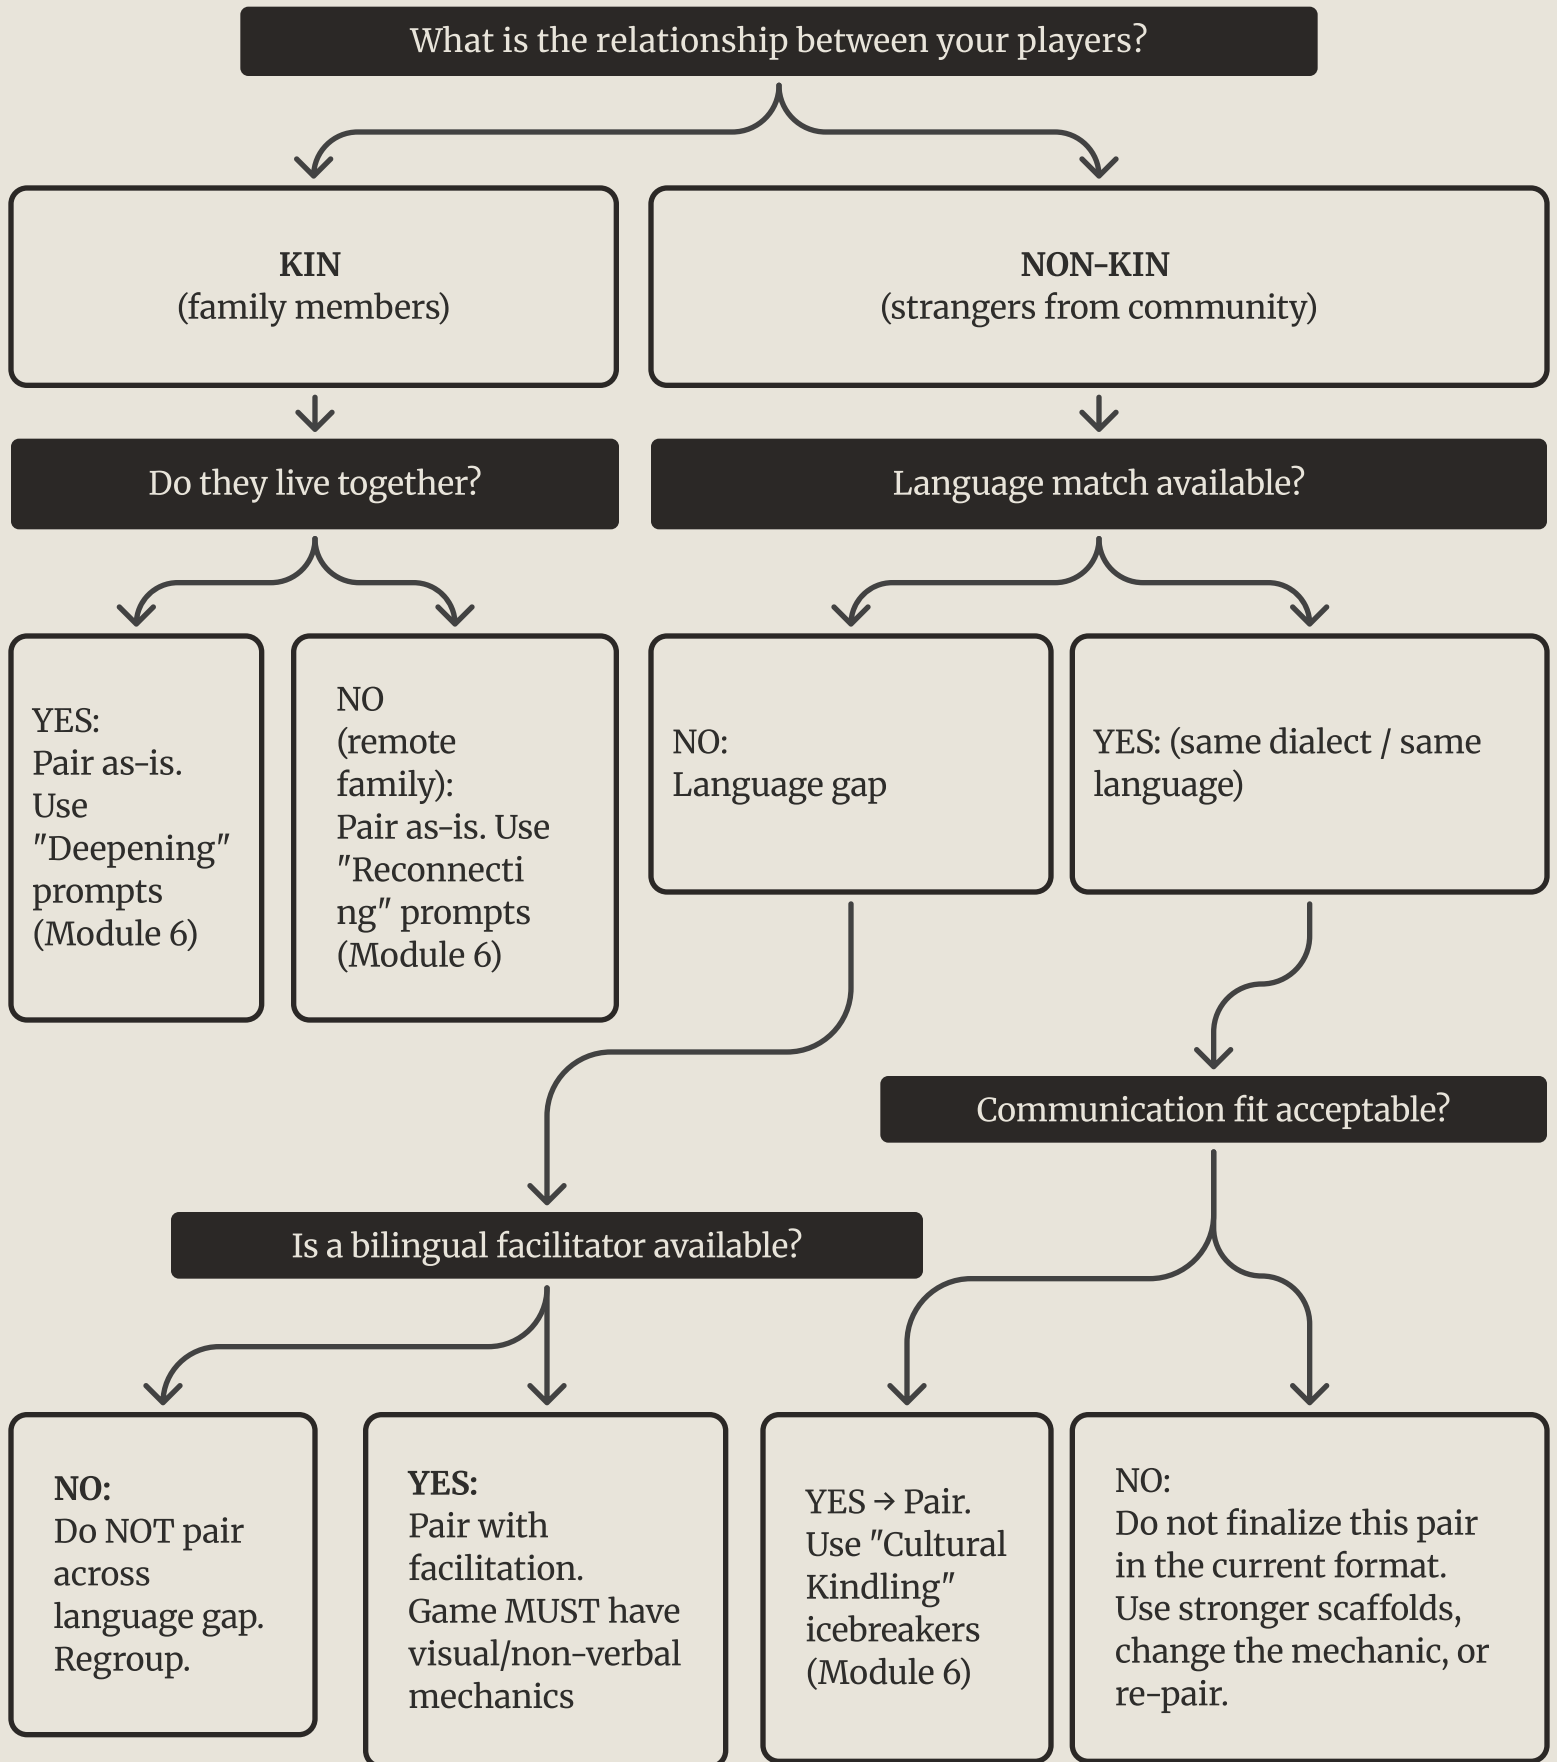 What is the relationship between your players?
KIN
(family members)
NON-KIN
(strangers from community)
Do they live together?
Language match available?
YES:
Pair as-is.
Use
"Deepening"
prompts
(Module 6)
NO
(remote
family):
Pair as-is. Use
"Reconnecti
ng" prompts
(Module 6)
NO:
Language gap
YES: (same dialect / same
language)
Communication fit acceptable?
Is a bilingual facilitator available?
NO:
Do NOT pair
across
language gap.
Regroup.
YES:
Pair with
facilitation.
Game MUST have
visual/non-verbal
mechanics
YES → Pair.
Use "Cultural
Kindling"
icebreakers
(Module 6)
NO:
Do not finalize this pair
in the current format.
Use stronger scaffolds,
change the mechanic, or
re-pair.